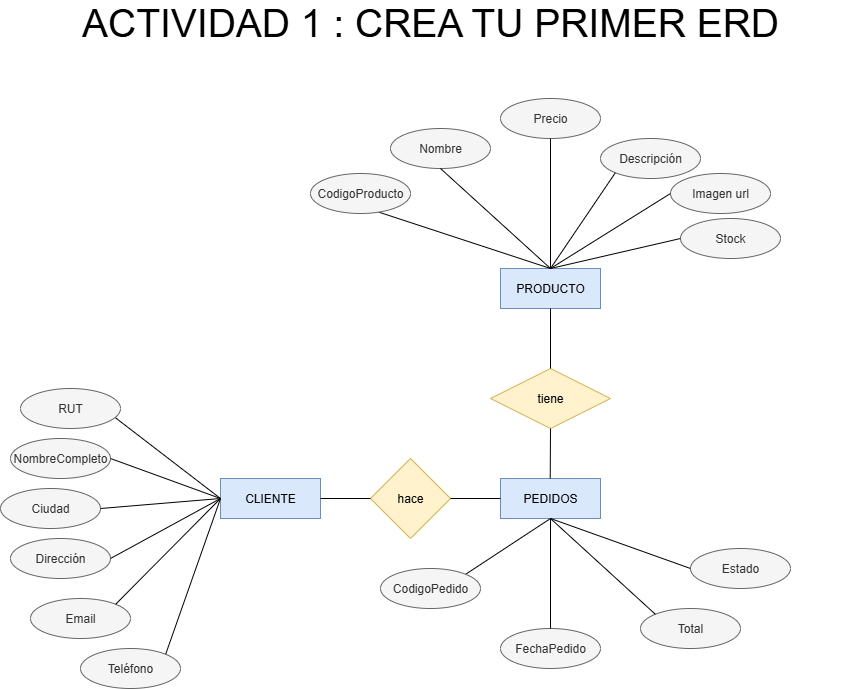 ACTIVIDAD 1 : CREA TU PRIMER ERD
Precio
Nombre
Descripción
CodigoProducto
Imagen url
Stock
PRODUCTO
tiene
RUT
NombreCompleto
Ciudad
CLIENTE
hace
PEDIDOS
Dirección
Estado
CodigoPedido
Email
Total
FechaPedido
Teléfono